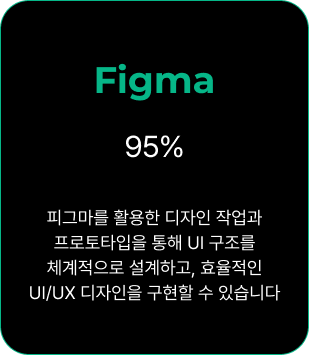 Figma
95%
피그마를 활용한 디자인 작업과
프로토타입을 통해 UI 구조를
체계적으로 설계하고, 효율적인
UI/UX 디자인을 구현할 수 있습니다